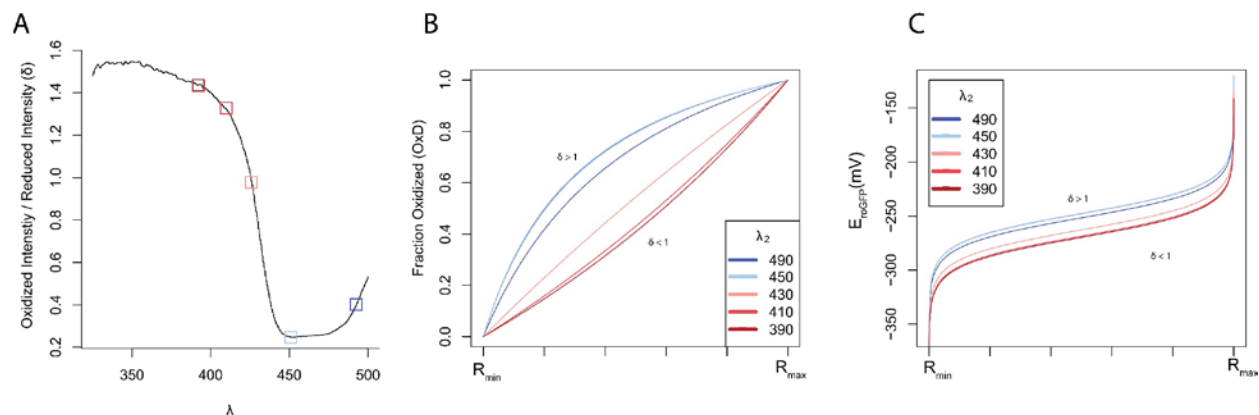 A
Oxidized Intenstiy / Reduced Intensity (δ)
1.6
1.4
1.2
1.0
0.8
0.6
0.4
0.2
350
400
450
500
λ
B
Fraction Oxidized (OxD)
1.0
0.8
0.6
0.4
0.2
0.0
δ > 1
δ < 1
λ2
490
450
430
410
390
Rmin
Rmax
C
EroGFP(mV)
−150
−200
−250
−300
−350
λ2
490
450
430
410
390
δ > 1
δ < 1
Rmin
Rmax